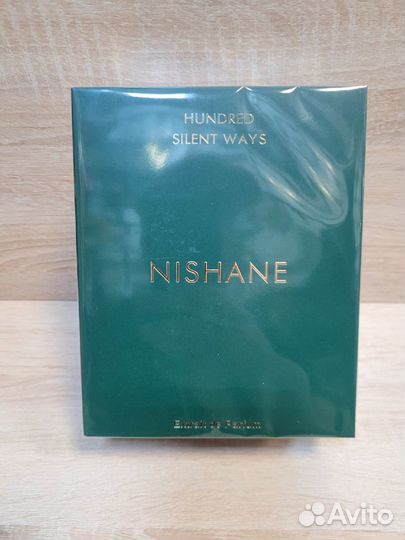 HUNDRED
SILENT WAYS
NISHANE
Extrait de Parfum
Avito